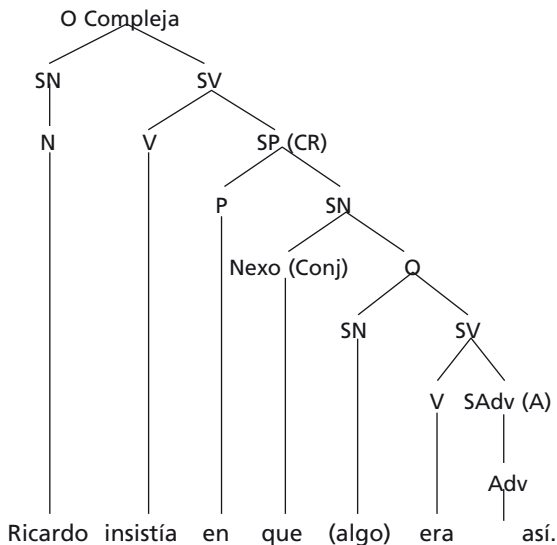 O Compleja
SN SV
N V SP (CR)
P SN
Nexo (Conj) O
SN SV
V SAdv (A)
Adv
Ricardo insistía en que (algo) era así.